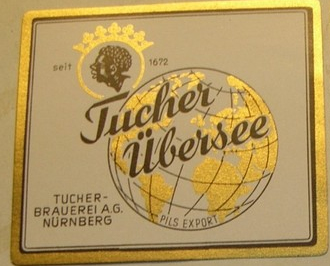 seit 1672
Tucher
Übersee
TUCHER-
BRAUEREI A.G.
NÜRNBERG
PILS EXPORT